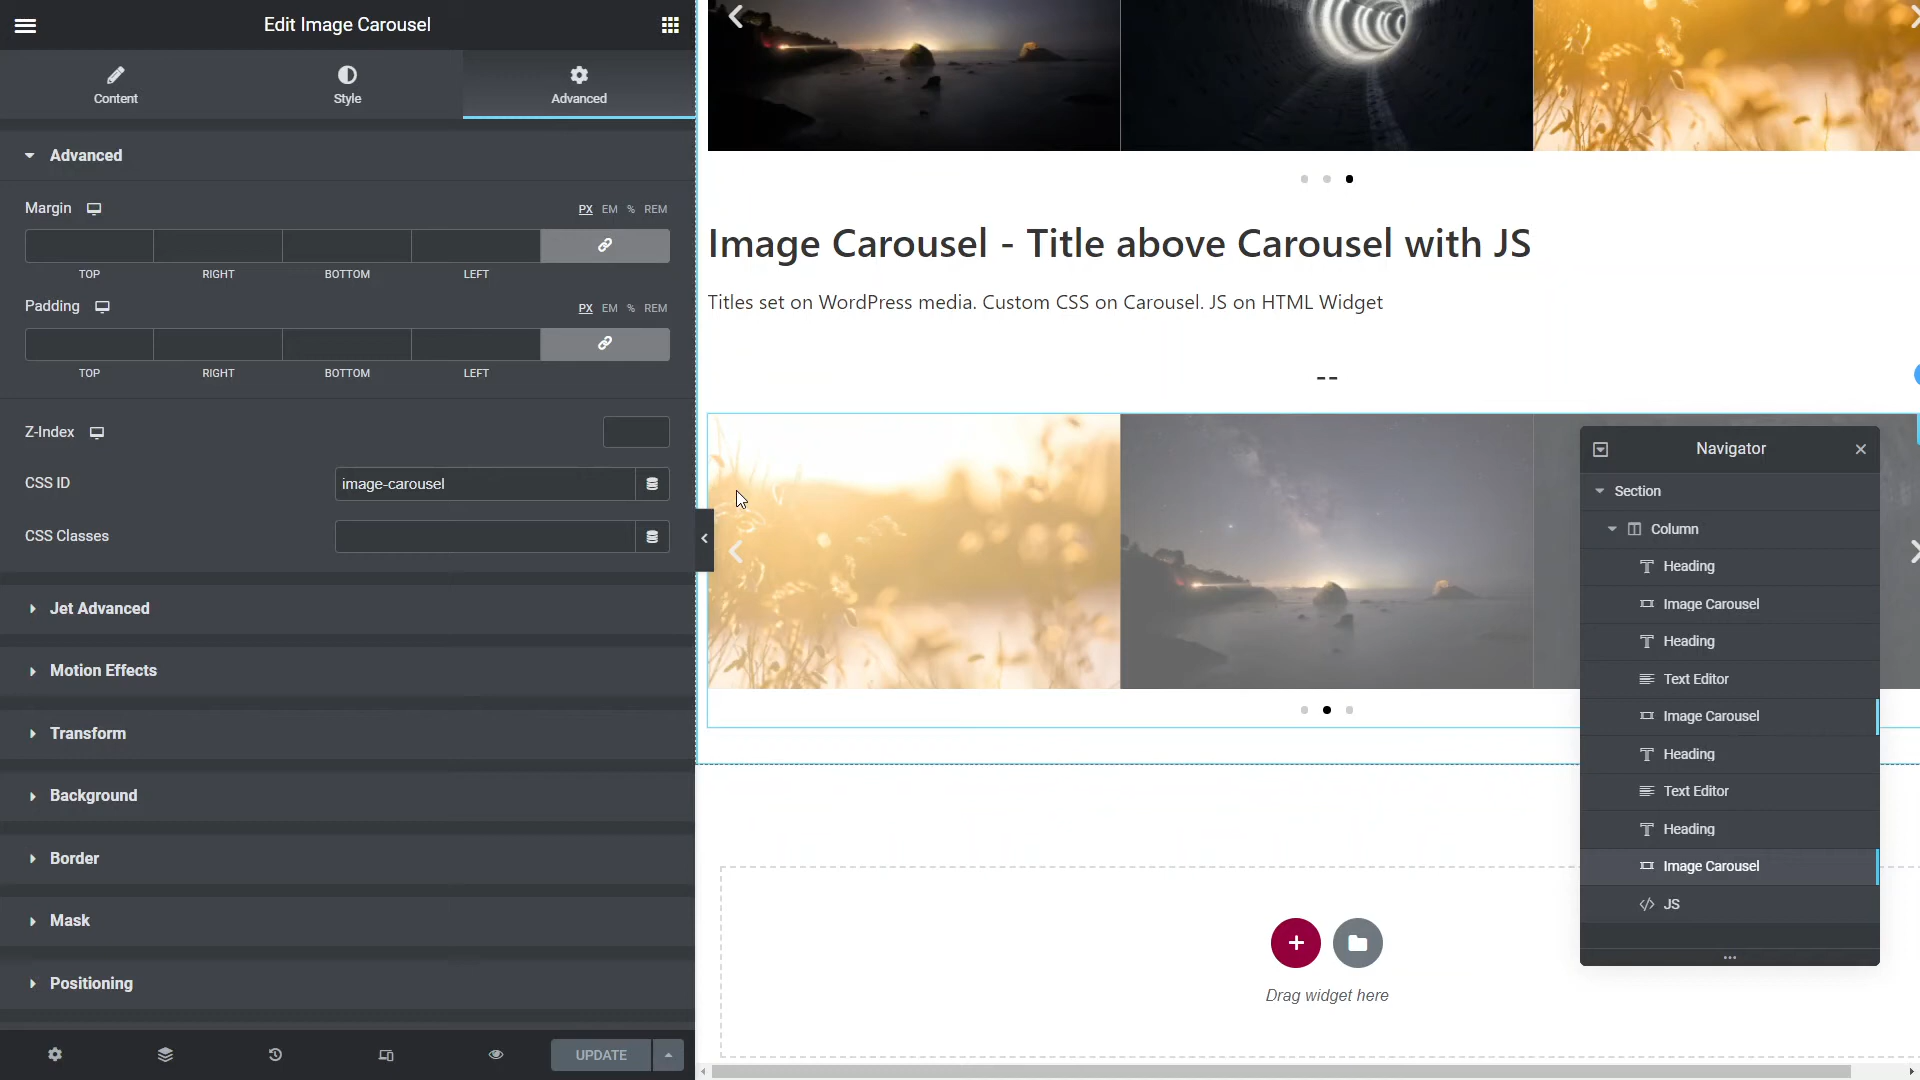 Edit Image Carousel
Content
Style
Advanced
Advanced
Margin
PX EM % REM
TOP RIGHT BOTTOM LEFT
Padding
PX EM % REM
TOP RIGHT BOTTOM LEFT
Z-Index
CSS ID
image-carousel
CSS Classes
Jet Advanced
Motion Effects
Transform
Background
Border
Mask
Positioning
UPDATE
Image Carousel - Title above Carousel with JS
Titles set on WordPress media. Custom CSS on Carousel. JS on HTML Widget
--
Drag widget here
Navigator
Section
Column
Heading
Image Carousel
Heading
Text Editor
Image Carousel
Heading
Text Editor
Heading
Image Carousel
JS